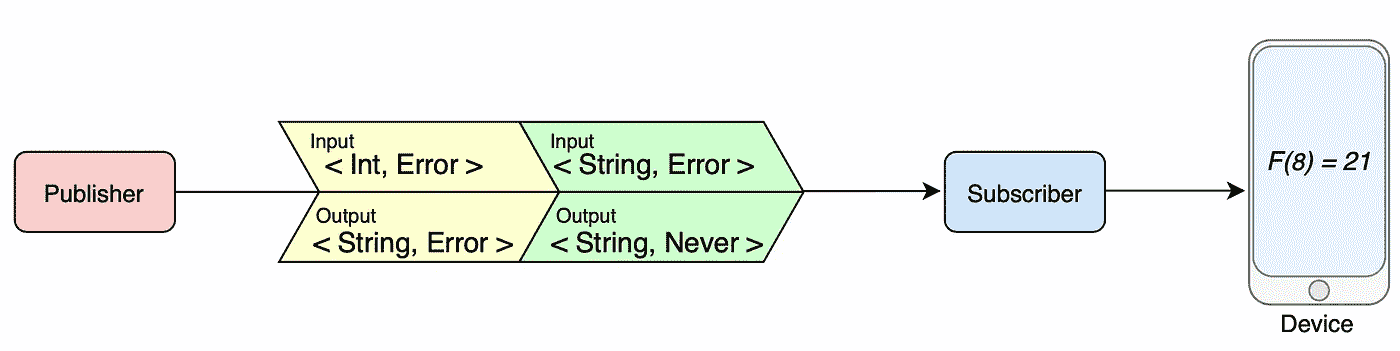 Publisher
Input
< Int, Error >
Output
< String, Error >
Input
< String, Error >
Output
< String, Never >
Subscriber
F(8) = 21
Device